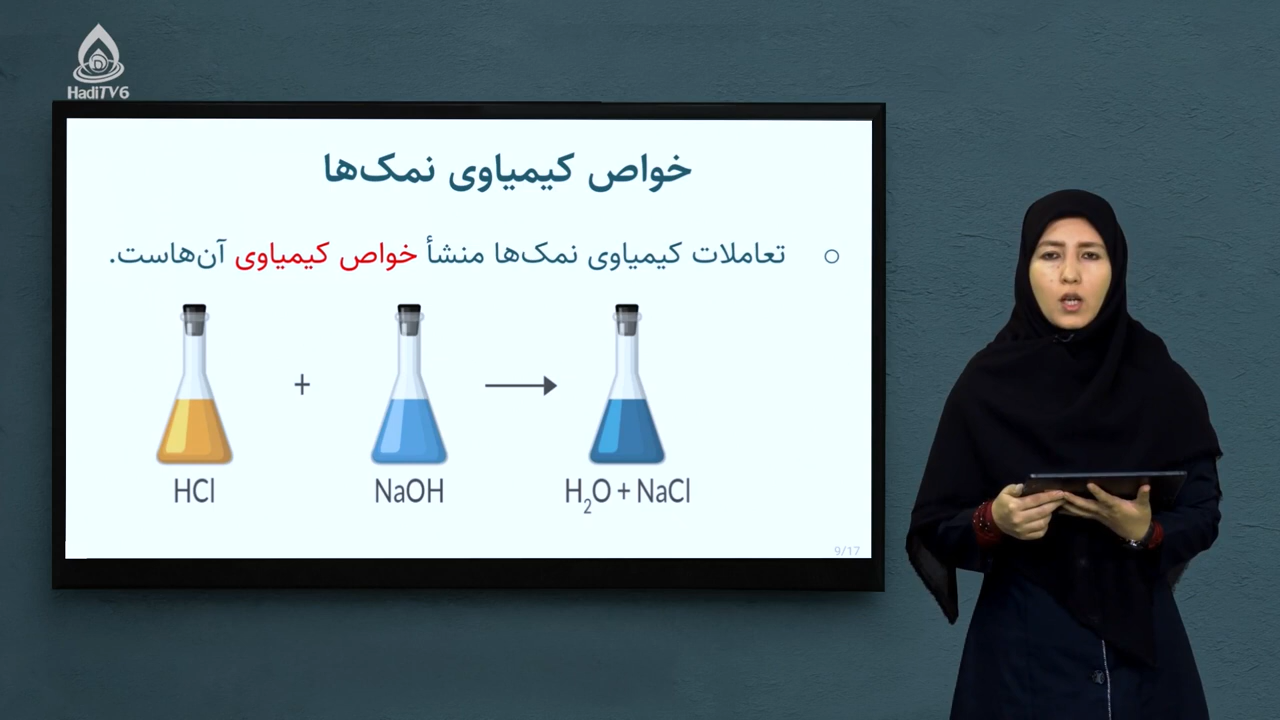 HadiTV6
خواص کیمیاوی نمک‌ها
○ تعاملات کیمیاوی نمک‌ها منشأ خواص کیمیاوی آن‌هاست.
+
HCl
NaOH
H₂O + NaCl
9/17